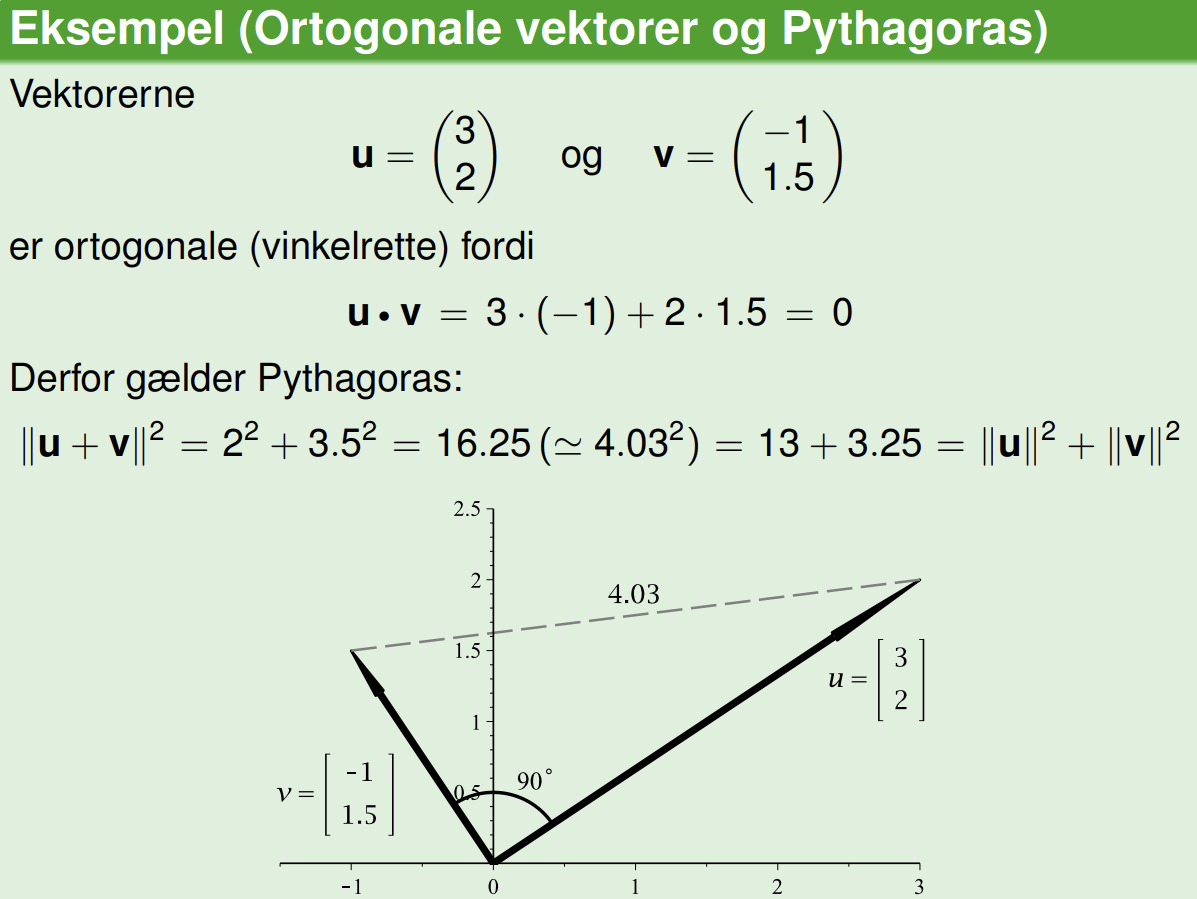 Eksempel (Ortogonale vektorer og Pythagoras)
Vektorerne
u = (3 2) og v = (−1 1.5)
er ortogonale (vinkelrette) fordi
u • v = 3 · (−1) + 2 · 1.5 = 0
Derfor gælder Pythagoras:
‖u + v‖² = 2² + 3.5² = 16.25 (≃ 4.03²) = 13 + 3.25 = ‖u‖² + ‖v‖²
2.5
2
4.03
1.5
u = [3 2]
1
v = [-1 1.5]
0.5
90°
−1 0 1 2 3